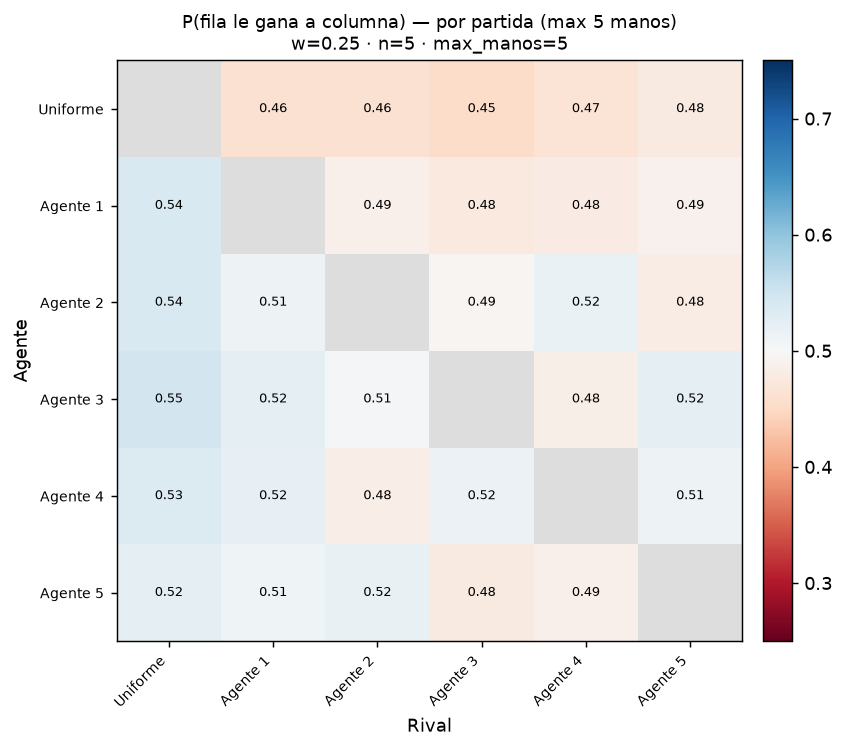 P(fila le gana a columna) — por partida (max 5 manos)
w=0.25 · n=5 · max_manos=5
Agente
Uniforme 0.46 0.46 0.45 0.47 0.48
Agente 1 0.54 0.49 0.48 0.48 0.49
Agente 2 0.54 0.51 0.49 0.52 0.48
Agente 3 0.55 0.52 0.51 0.48 0.52
Agente 4 0.53 0.52 0.48 0.52 0.51
Agente 5 0.52 0.51 0.52 0.48 0.49
Uniforme Agente 1 Agente 2 Agente 3 Agente 4 Agente 5
Rival
0.7
0.6
0.5
0.4
0.3